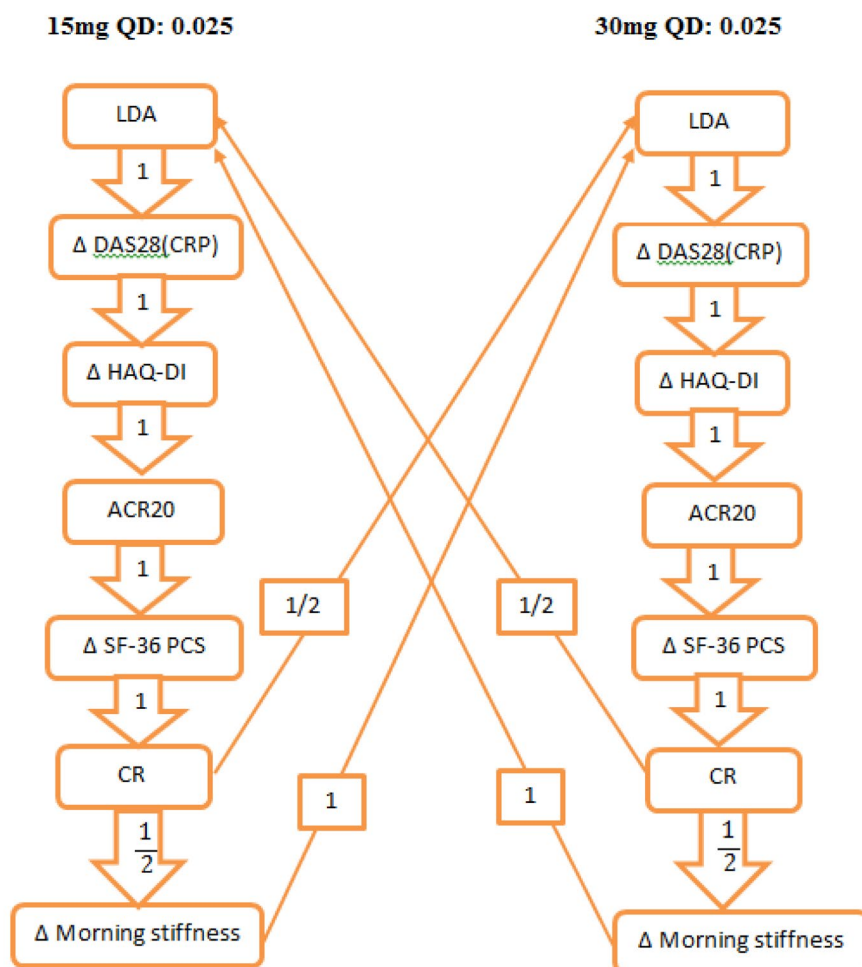 15mg QD: 0.025
LDA
1
Δ DAS28(CRP)
1
Δ HAQ-DI
1
ACR20
1
Δ SF-36 PCS
1
CR
1/2
Δ Morning stiffness
1/2
1
30mg QD: 0.025
LDA
1
Δ DAS28(CRP)
1
Δ HAQ-DI
1
ACR20
1
Δ SF-36 PCS
1
CR
1/2
Δ Morning stiffness
1/2
1